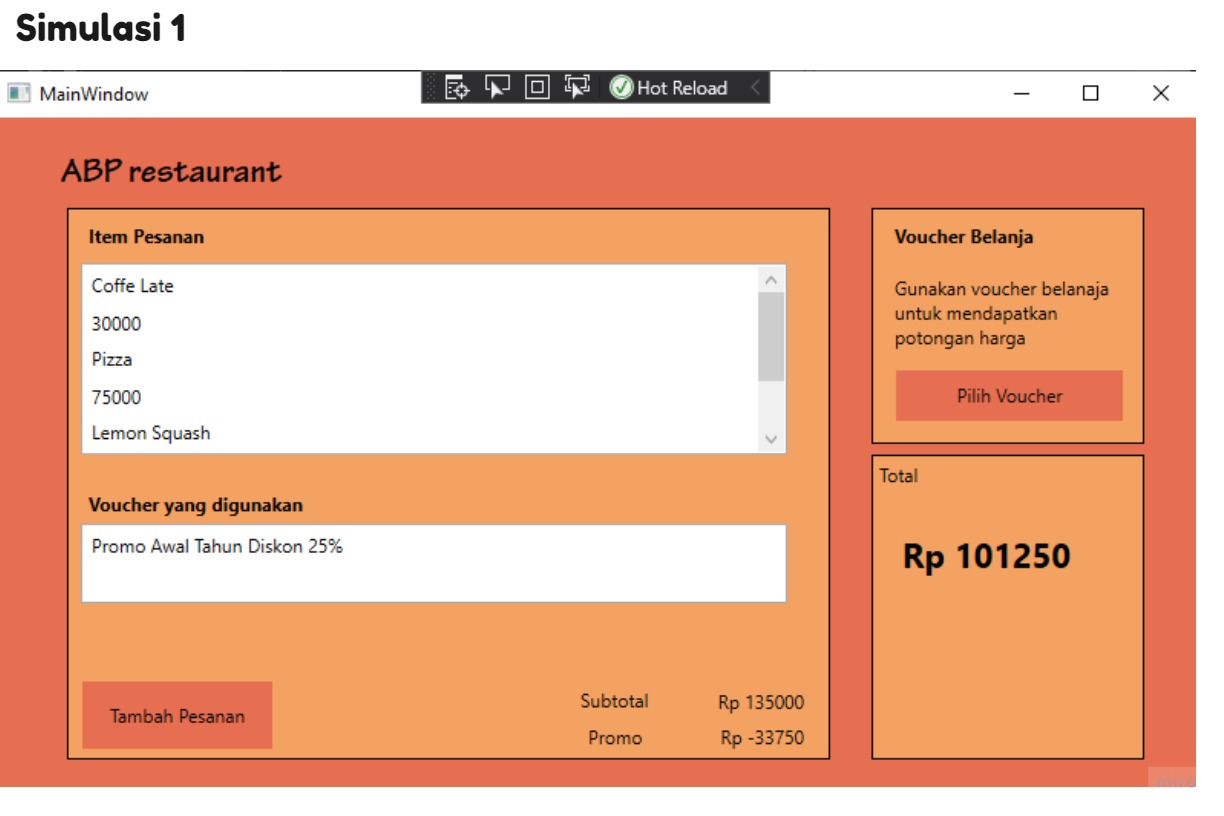 Simulasi 1
MainWindow
Hot Reload
ABP restaurant
Item Pesanan
Coffe Late
30000
Pizza
75000
Lemon Squash
Voucher yang digunakan
Promo Awal Tahun Diskon 25%
Tambah Pesanan
Subtotal Rp 135000
Promo Rp -33750
Voucher Belanja
Gunakan voucher belanaja
untuk mendapatkan
potongan harga
Pilih Voucher
Total
Rp 101250